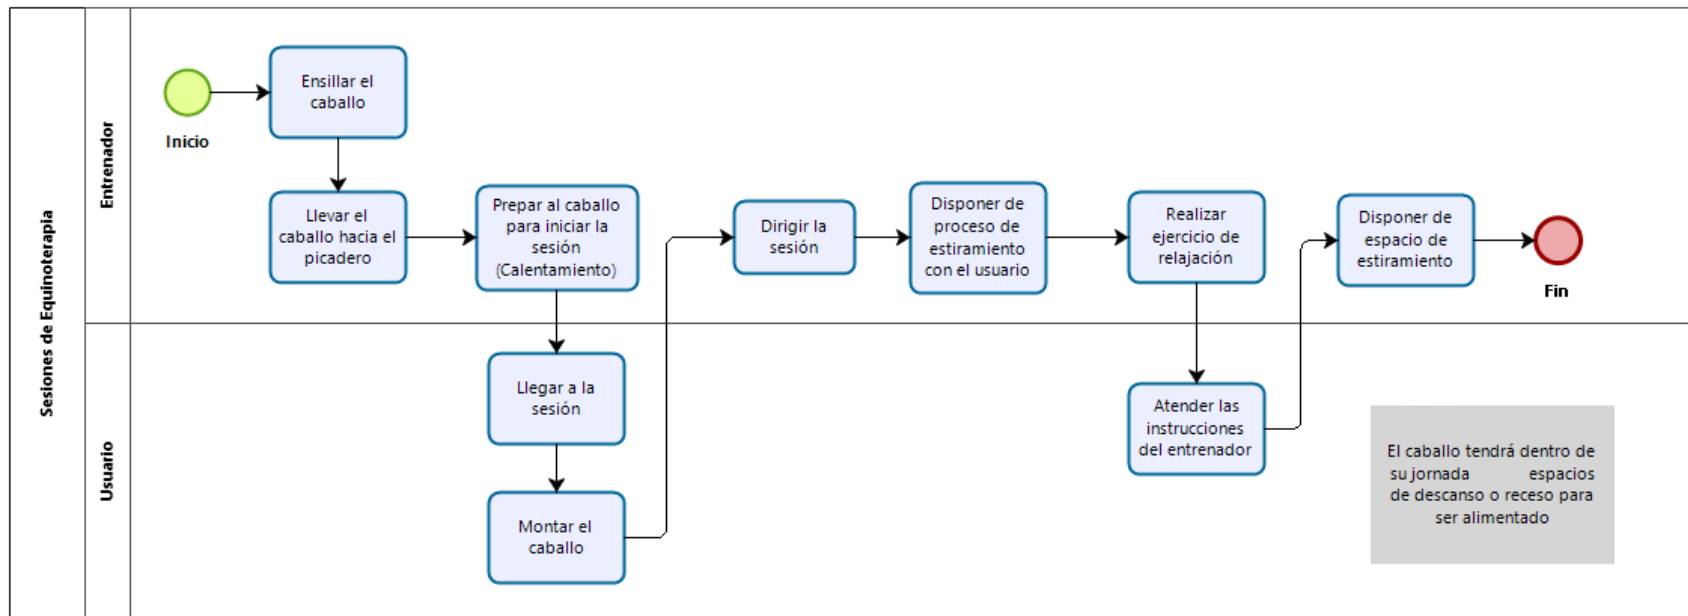 Sesiones de Equinoterapia
Entrenador
Inicio
Ensillar el
caballo
Llevar el
caballo hacia el
picadero
Prepar al caballo
para iniciar la
sesión
(Calentamiento)
Dirigir la
sesión
Disponer de
proceso de
estiramiento
con el usuario
Realizar
ejercicio de
relajación
Disponer de
espacio de
estiramiento
Fin
Usuario
Llegar a la
sesión
Montar el
caballo
Atender las
instrucciones
del entrenador
El caballo tendrá dentro de
su jornada espacios
de descanso o receso para
ser alimentado